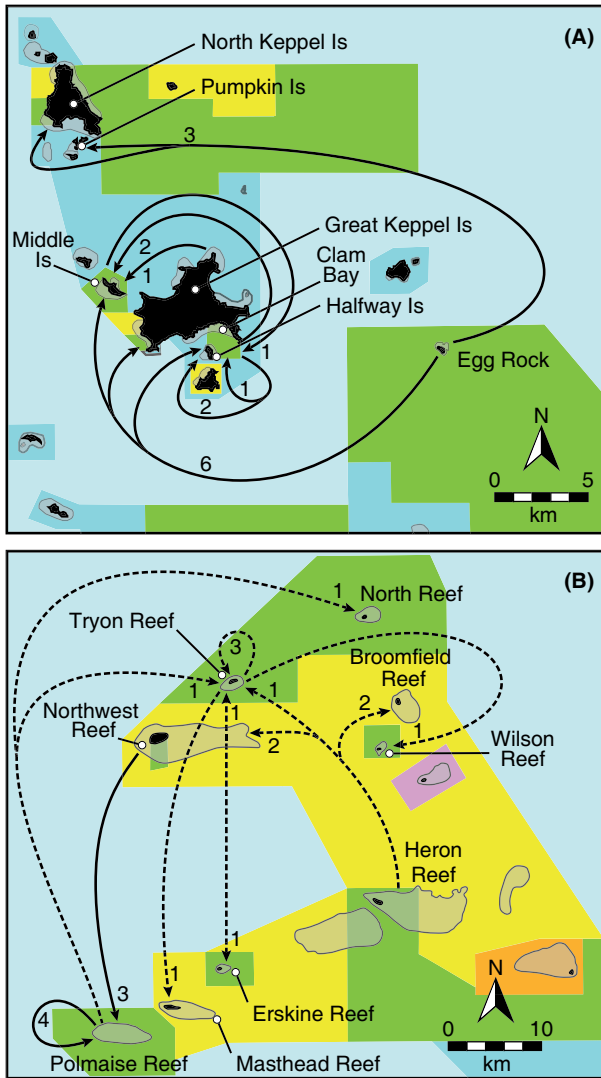 (A)
North Keppel Is
Pumpkin Is
3
Great Keppel Is
Middle
Is
2
1
Clam
Bay
Halfway Is
1
1
2
Egg Rock
6
N
0 5
km
(B)
1
North Reef
Tryon Reef
3
Broomfield
Reef
1
1
1
2
Northwest
Reef
2
1
Wilson
Reef
Heron
Reef
1
1
N
Erskine Reef
3
4
0 10
km
Polmaise Reef
Masthead Reef